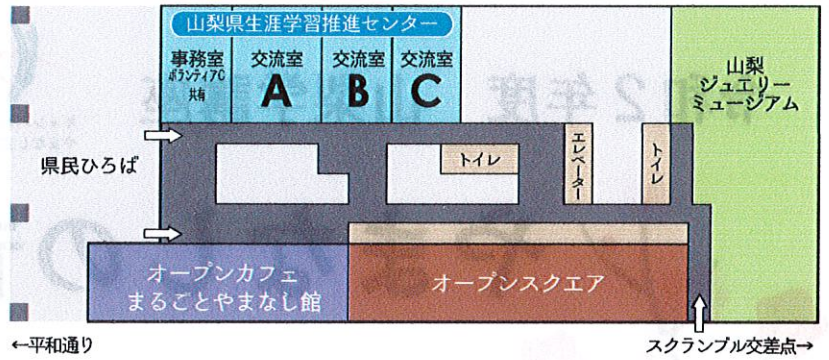 山梨県生涯学習推進センター
事務室
ボランティアC
共有
交流室
A
交流室
B
交流室
C
山梨
ジュエリー
ミュージアム
県民ひろば
トイレ
エレベーター
トイレ
オープンカフェ
まるごとやまなし館
オープンスクエア
←平和通り
スクランブル交差点→